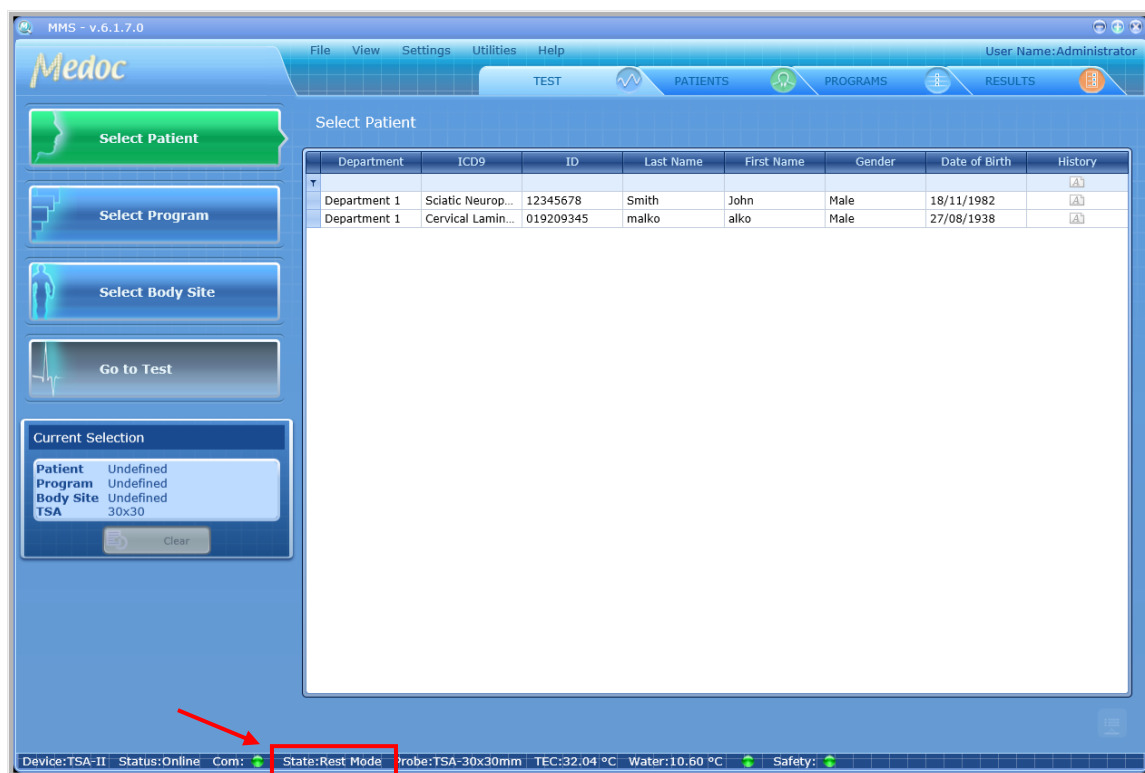 MMS - v.6.1.7.0
Medoc
File View Settings Utilities Help
User Name:Administrator
TEST PATIENTS PROGRAMS RESULTS
Select Patient
Select Program
Select Body Site
Go to Test
Current Selection
Patient Undefined
Program Undefined
Body Site Undefined
TSA 30x30
Clear
Select Patient
Department ICD9 ID Last Name First Name Gender Date of Birth History
Department 1 Sciatic Neurop... 12345678 Smith John Male 18/11/1982
Department 1 Cervical Lamin... 019209345 malko alko Male 27/08/1938
Device:TSA-II Status:Online Com: State:Rest Mode Probe:TSA-30x30mm TEC:32.04 °C Water:10.60 °C Safety: